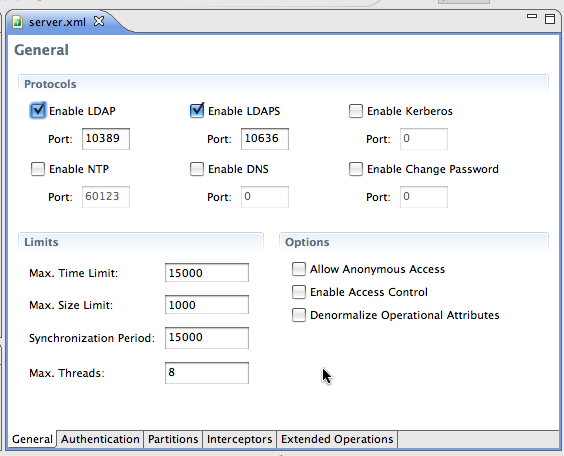 server.xml
General
Protocols
Enable LDAP Enable LDAPS Enable Kerberos
Port: 10389 Port: 10636 Port: 0
Enable NTP Enable DNS Enable Change Password
Port: 60123 Port: 0 Port: 0
Limits
Max. Time Limit: 15000
Max. Size Limit: 1000
Synchronization Period: 15000
Max. Threads: 8
Options
Allow Anonymous Access
Enable Access Control
Denormalize Operational Attributes
General Authentication Partitions Interceptors Extended Operations